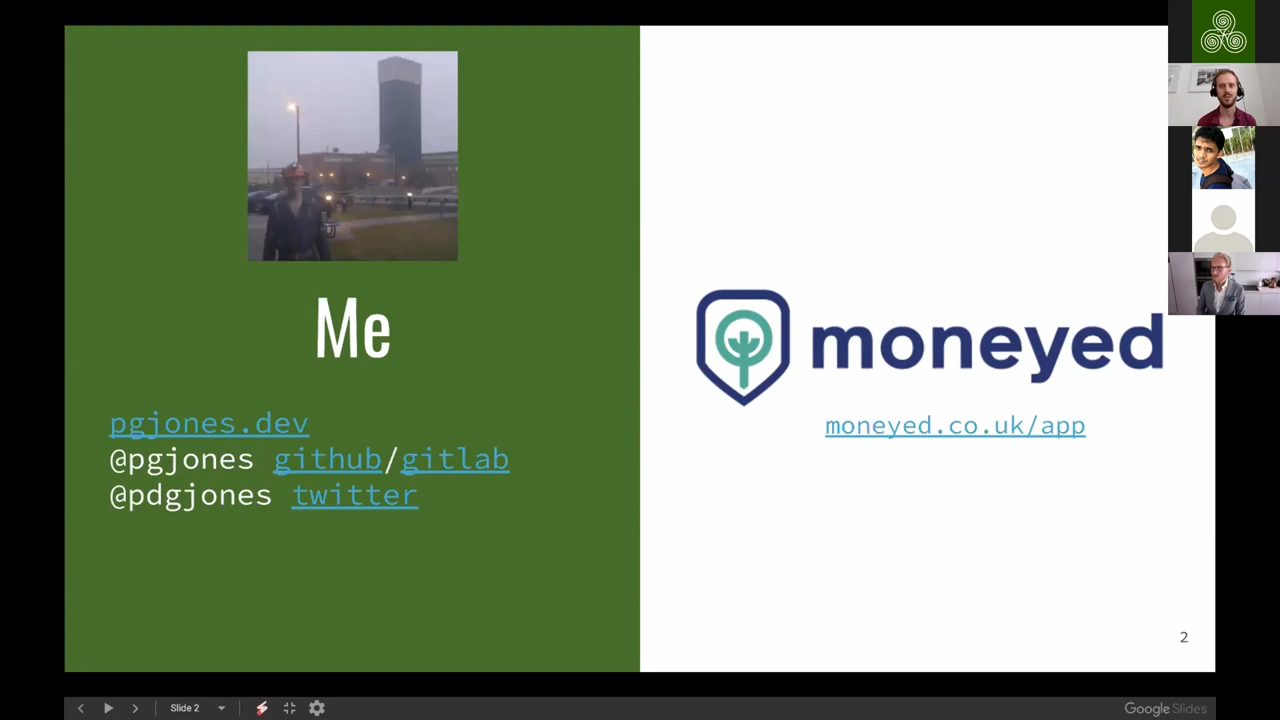 Me
pgjones.dev
@pgjones github/gitlab
@pdgjones twitter
moneyed
moneyed.co.uk/app
2
Slide 2
Google Slides